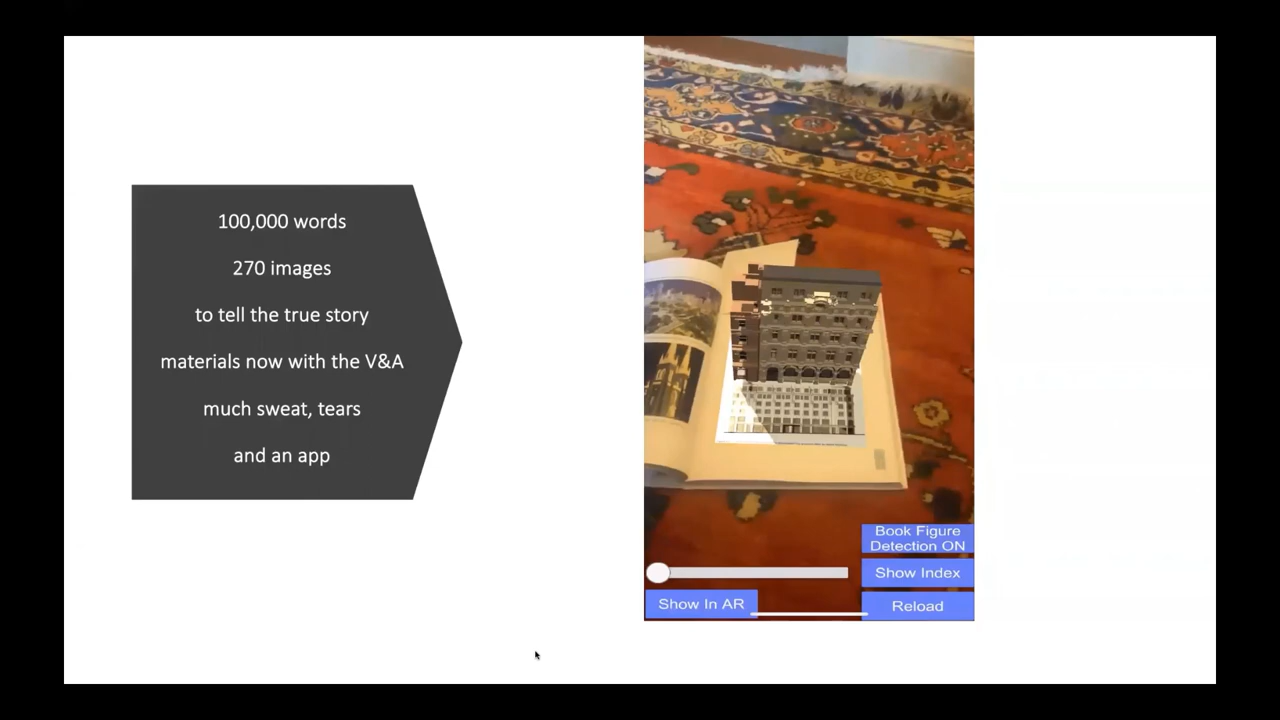 100,000 words
270 images
to tell the true story
materials now with the V&A
much sweat, tears
and an app
Book Figure
Detection ON
Show Index
Show In AR
Reload